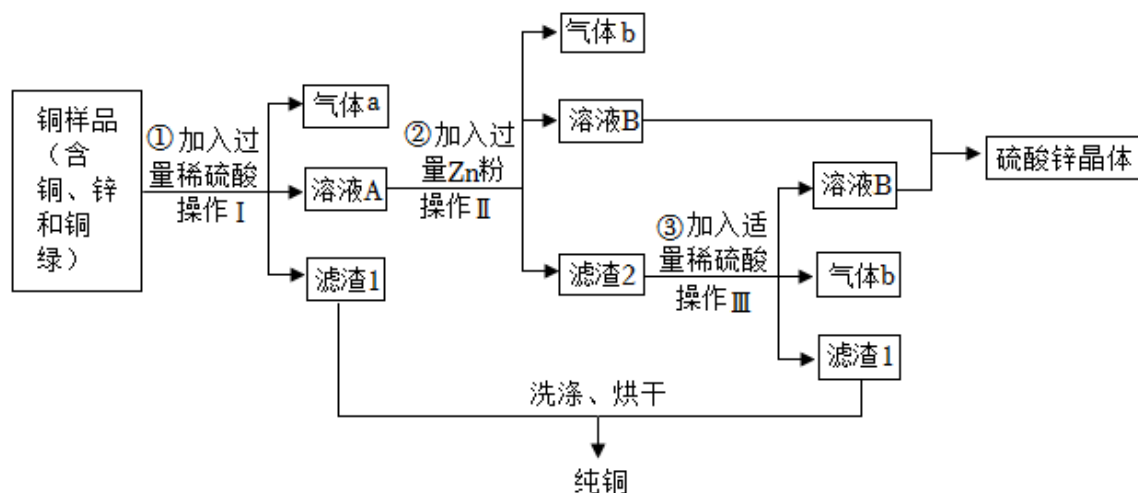 铜样品
（含
铜、锌
和铜
绿）
①加入过
量稀硫酸
操作Ⅰ
气体a
溶液A
滤渣1
②加入过
量Zn粉
操作Ⅱ
气体b
溶液B
滤渣2
③加入适
量稀硫酸
操作Ⅲ
溶液B
气体b
滤渣1
硫酸锌晶体
洗涤、烘干
纯铜